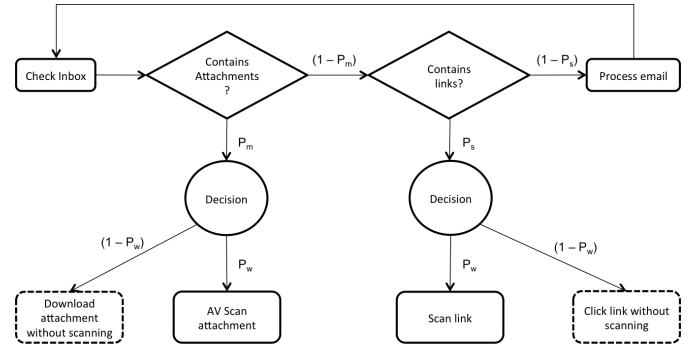 Check Inbox
Contains
Attachments
?
(1 – Pm)
Contains
links?
(1 – Ps)
Process email
Pm
Ps
Decision
Decision
(1 – Pw)
Pw
Pw
(1 – Pw)
Download
attachment
without scanning
AV Scan
attachment
Scan link
Click link without
scanning